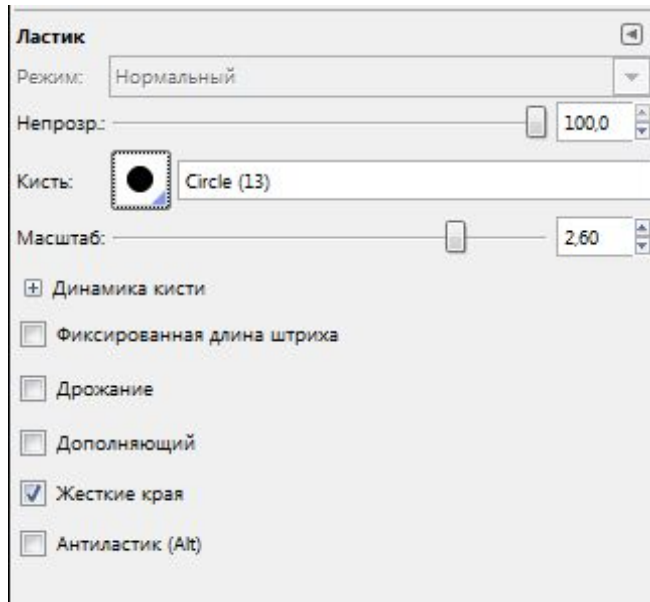 Ластик
Режим: Нормальный
Непрозр.: 100,0
Кисть: Circle (13)
Масштаб: 2,60
Динамика кисти
Фиксированная длина штриха
Дрожание
Дополняющий
Жесткие края
Антиластик (Alt)